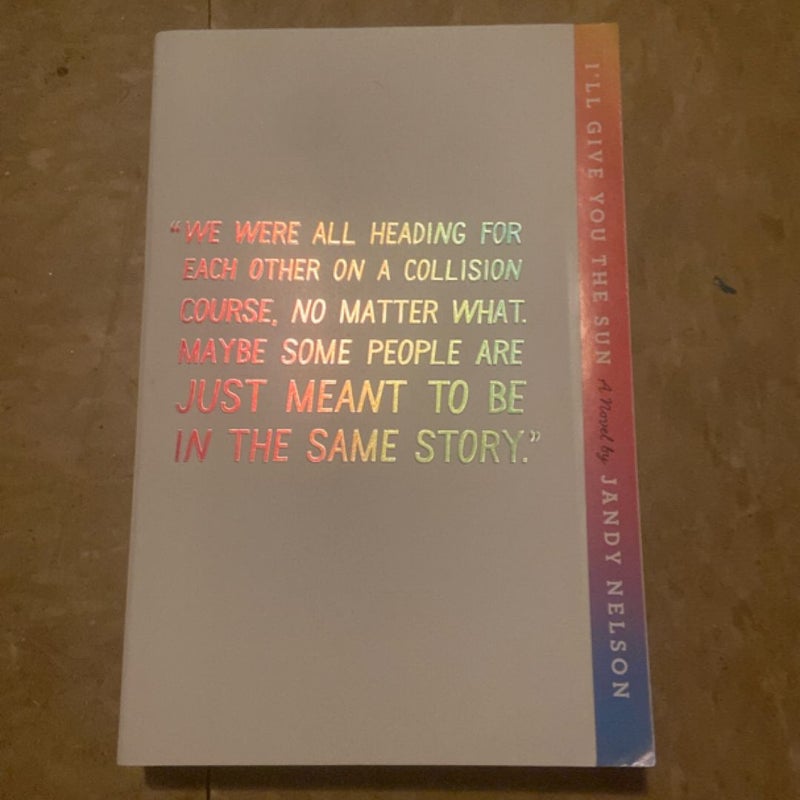 “WE WERE ALL HEADING FOR
EACH OTHER ON A COLLISION
COURSE, NO MATTER WHAT.
MAYBE SOME PEOPLE ARE
JUST MEANT TO BE
IN THE SAME STORY.”
I'LL GIVE YOU THE SUN A Novel by JANDY NELSON